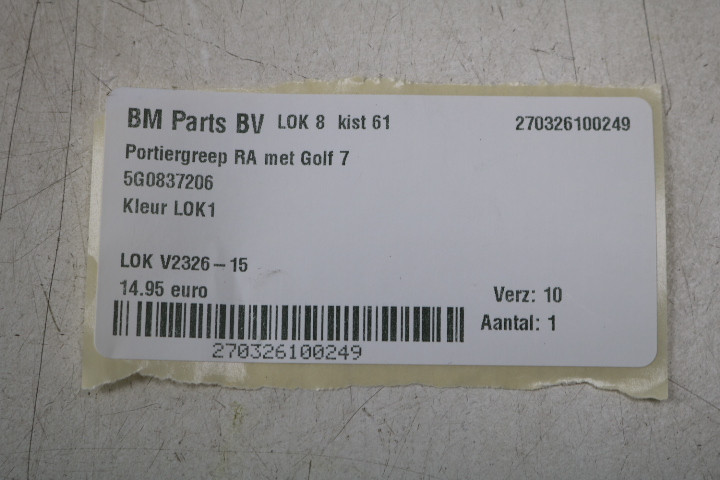 BM Parts BV LOK 8 kist 61 270326100249
Portiergreep RA met Golf 7
5G0837206
Kleur LOK1
LOK V2326-15
14.95 euro Verz: 10
Aantal: 1
270326100249